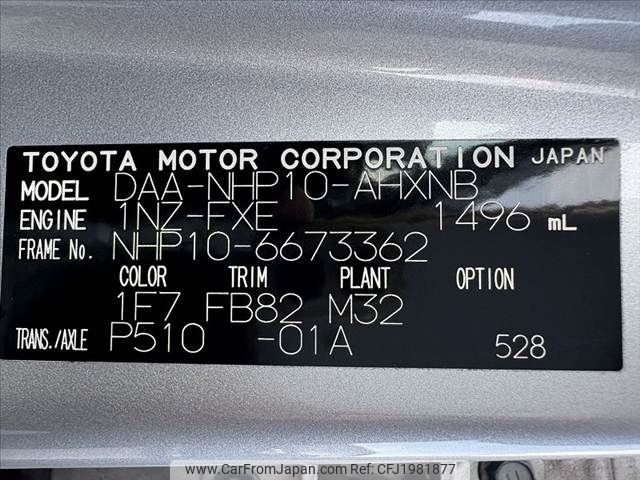 TOYOTA MOTOR CORPORATION JAPAN
MODEL DAA-NHP10-AHXNB
ENGINE 1NZ-FXE 1496 mL
FRAME No. NHP10-6673362
COLOR TRIM PLANT OPTION
1F7 FB82 M32
TRANS./AXLE P510 -01A 528
www.CarFromJapan.com - Ref No: CFJ1981877